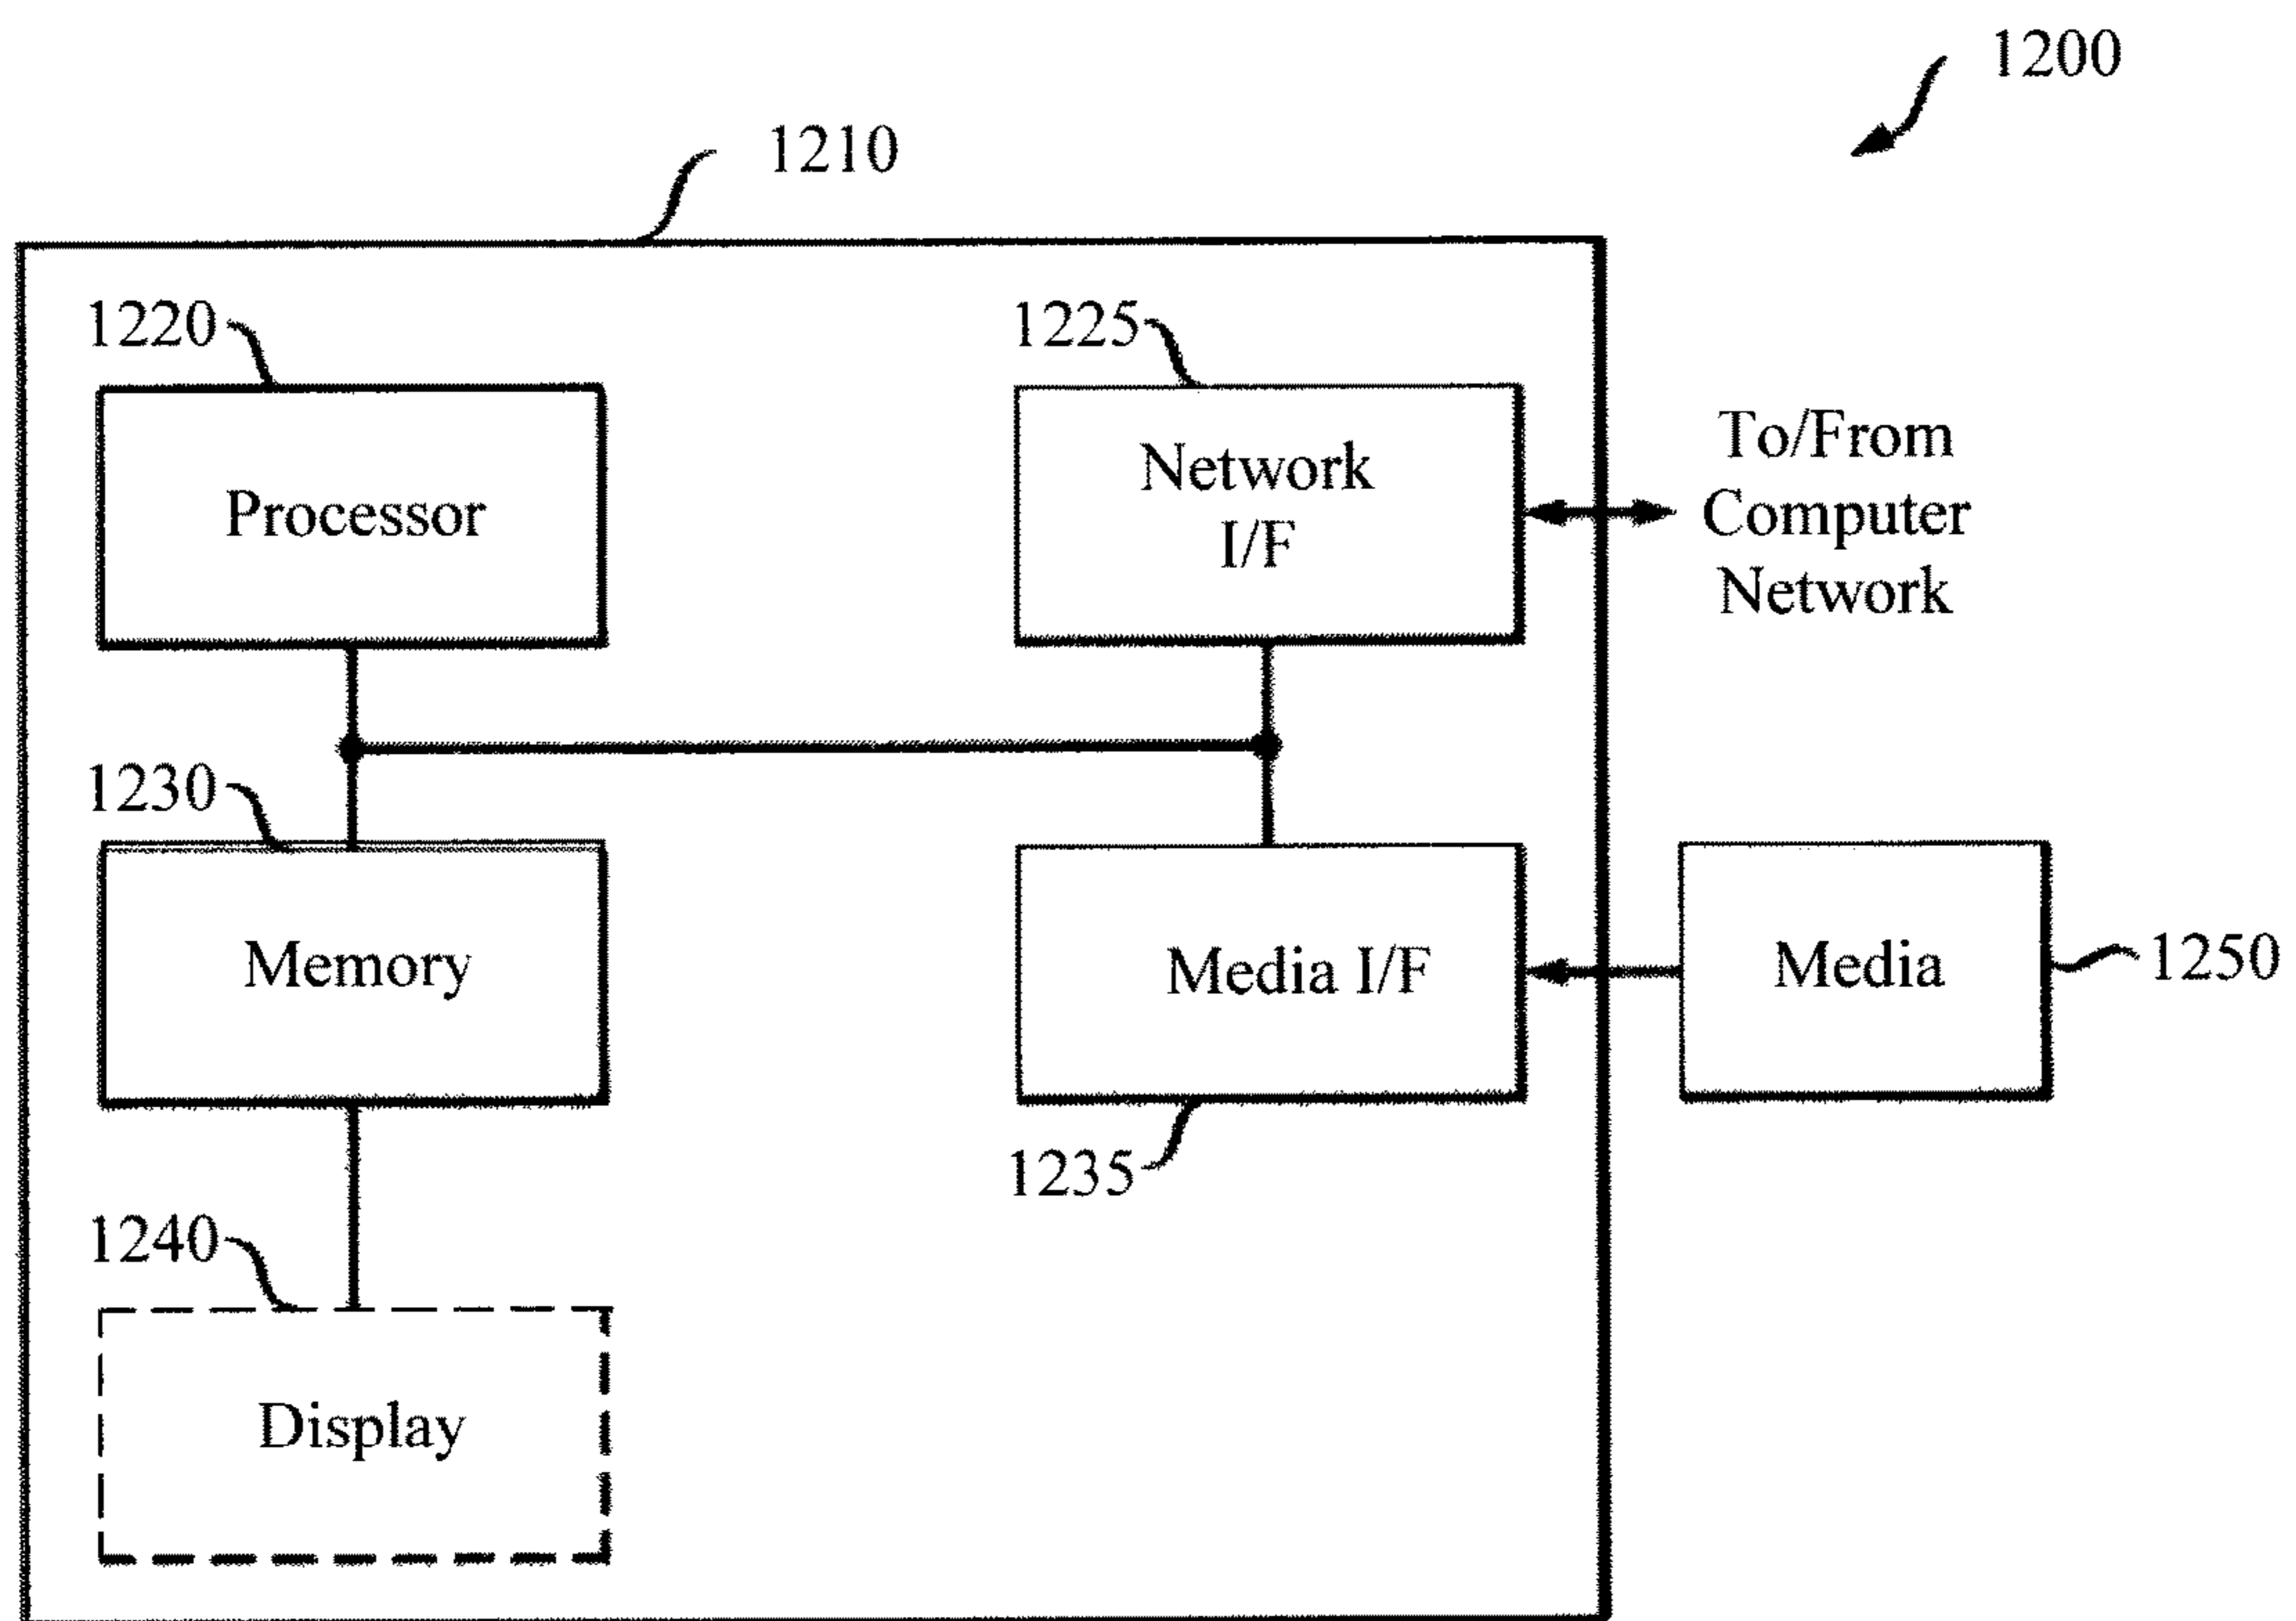 1200
1210
1220
1225
Processor
Network
I/F
To/From
Computer
Network
1230
Memory
Media I/F
Media
1250
1235
1240
Display